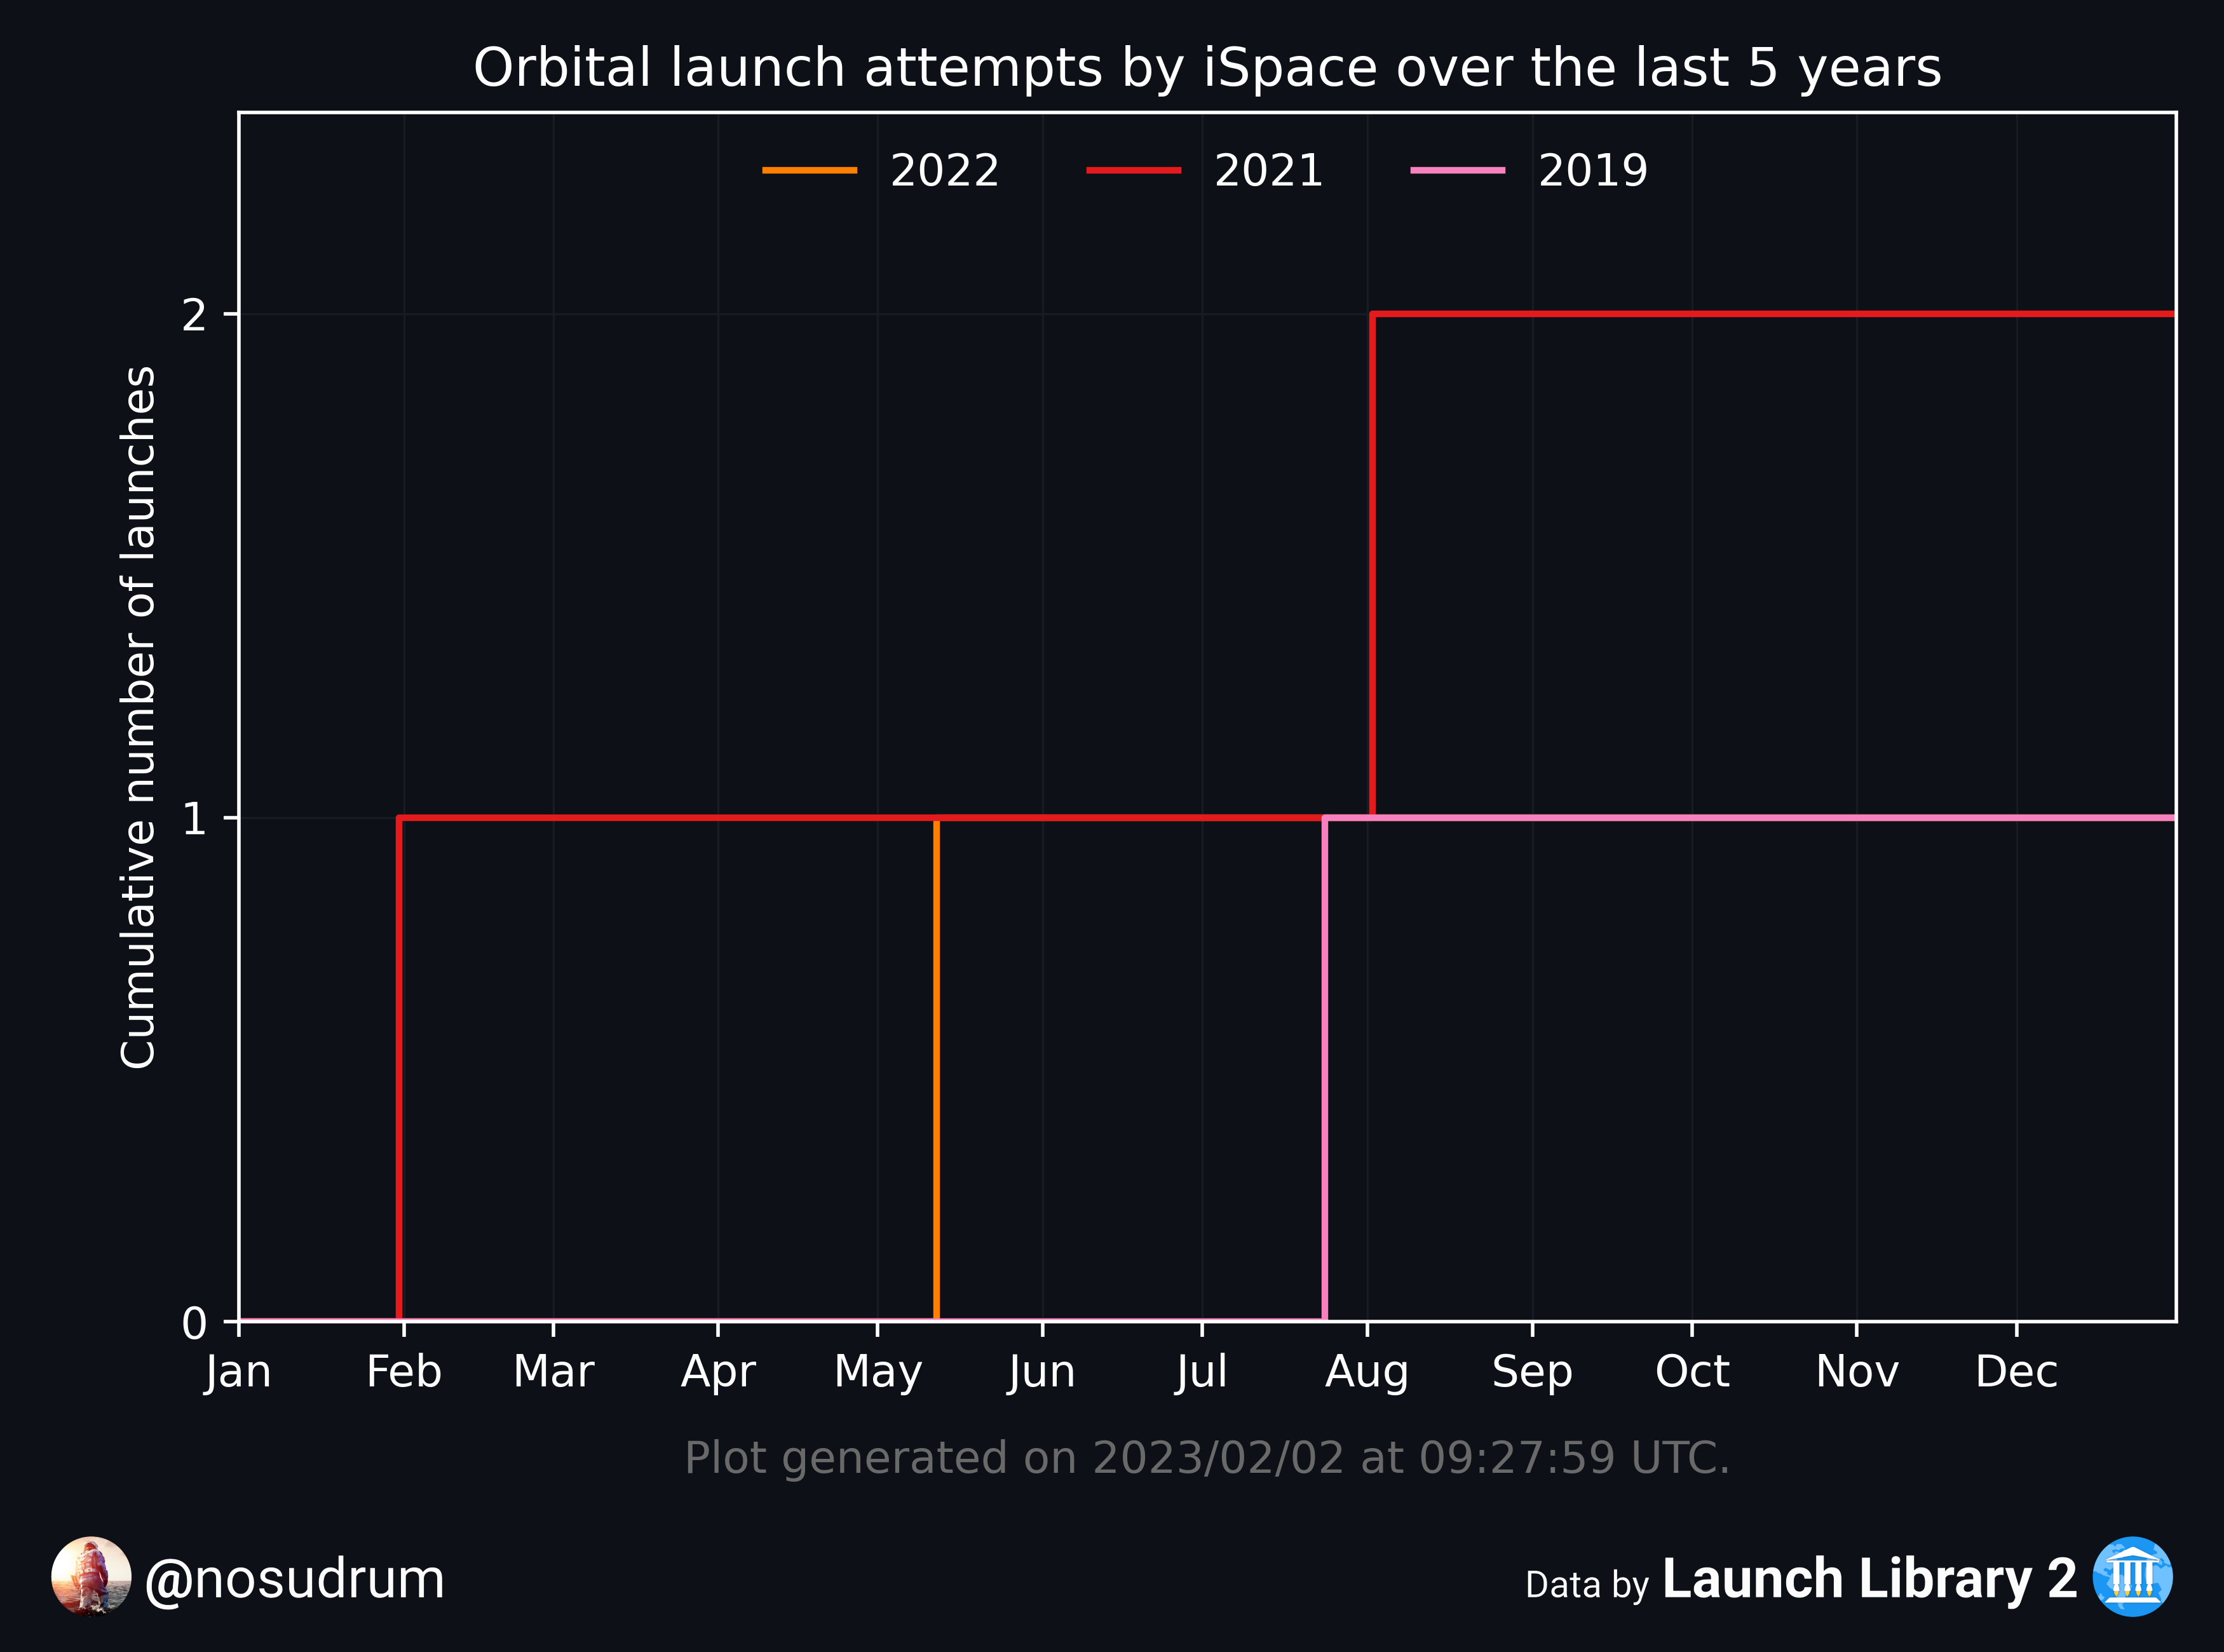 Orbital launch attempts by iSpace over the last 5 years
2022 2021 2019
Cumulative number of launches
2
1
0
Jan Feb Mar Apr May Jun Jul Aug Sep Oct Nov Dec
Plot generated on 2023/02/02 at 09:27:59 UTC.
@nosudrum
Data by Launch Library 2